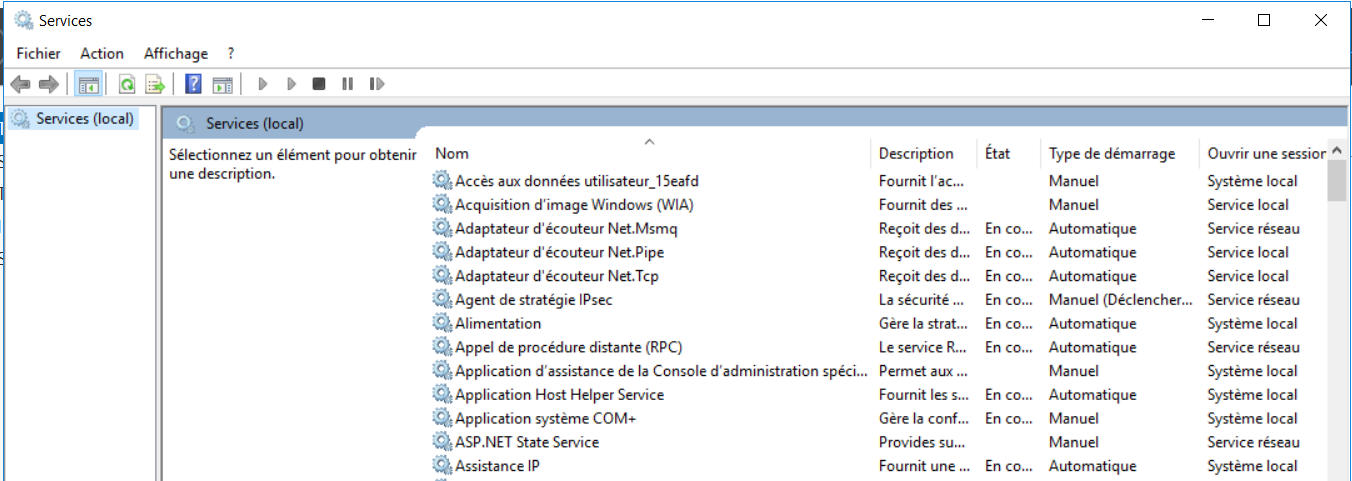 Services
Fichier Action Affichage ?
Services (local)
Services (local)
Sélectionnez un élément pour obtenir une description.
Nom Description État Type de démarrage Ouvrir une session
Accès aux données utilisateur_15eafd Fournit l'ac... Manuel Système local
Acquisition d'image Windows (WIA) Fournit des ... Manuel Service local
Adaptateur d'écouteur Net.Msmq Reçoit des d... En co... Automatique Service réseau
Adaptateur d'écouteur Net.Pipe Reçoit des d... En co... Automatique Service local
Adaptateur d'écouteur Net.Tcp Reçoit des d... En co... Automatique Service local
Agent de stratégie IPsec La sécurité ... En co... Manuel (Déclencher... Service réseau
Alimentation Gère la strat... En co... Automatique Système local
Appel de procédure distante (RPC) Le service R... En co... Automatique Service réseau
Application d'assistance de la Console d'administration spéci... Permet aux ... Manuel Système local
Application Host Helper Service Fournit les s... En co... Automatique Système local
Application système COM+ Gère la conf... En co... Manuel Système local
ASP.NET State Service Provides su... Manuel Service réseau
Assistance IP Fournit une ... En co... Automatique Système local